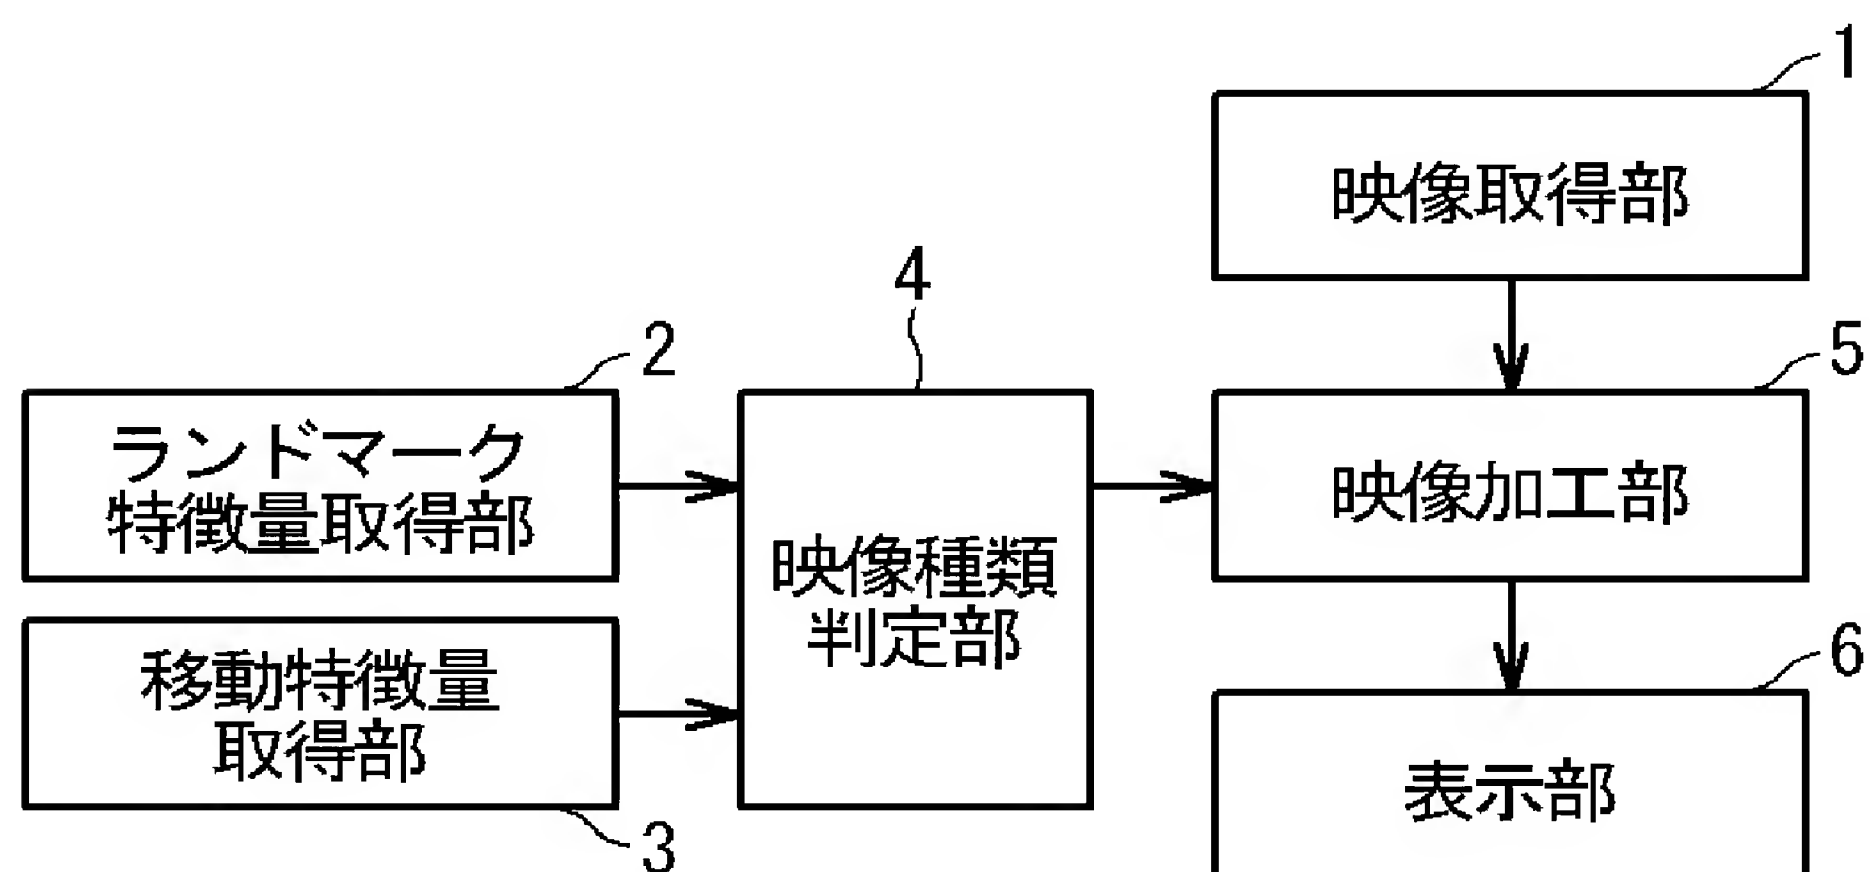 1
映像取得部
4
2
5
ランドマーク
特徴量取得部
映像種類
判定部
映像加工部
移動特徴量
取得部
3
6
表示部